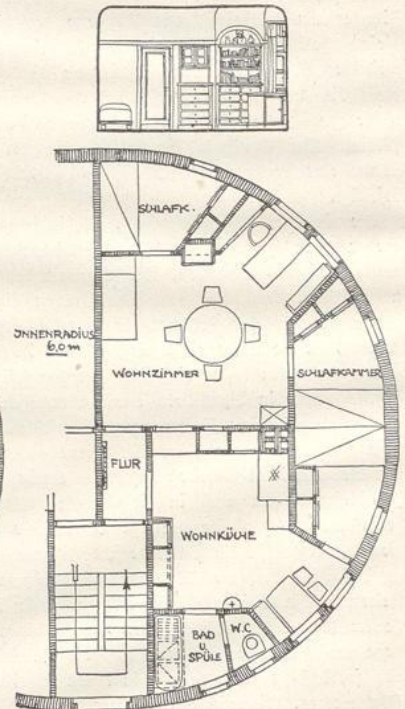 SCHLAFK.
INNENRADIUS
6,0 m
WOHNZIMMER
SCHLAFKAMMER
FLUR
WOHNKÜCHE
BAD
U.
SPÜLE
W.C